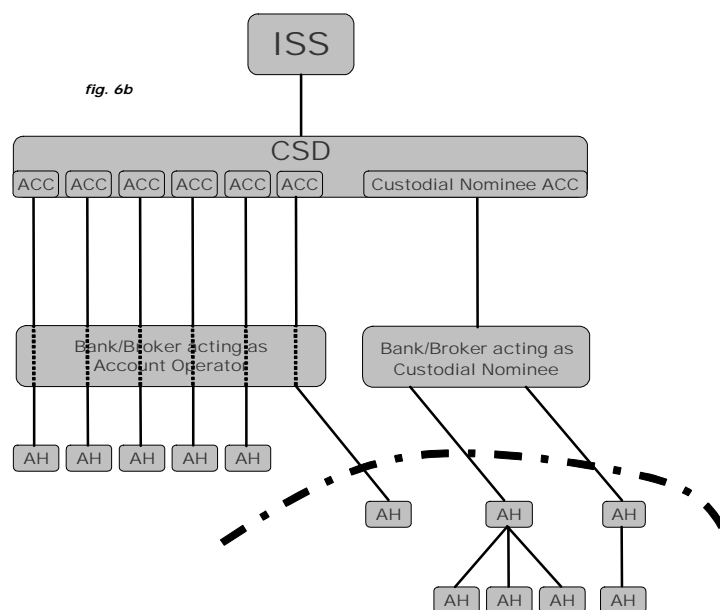 ISS
fig. 6b
CSD
ACC ACC ACC ACC ACC ACC Custodial Nominee ACC
Bank/Broker acting as
Account Operator
Bank/Broker acting as
Custodial Nominee
AH AH AH AH AH
AH AH AH
AH AH AH AH